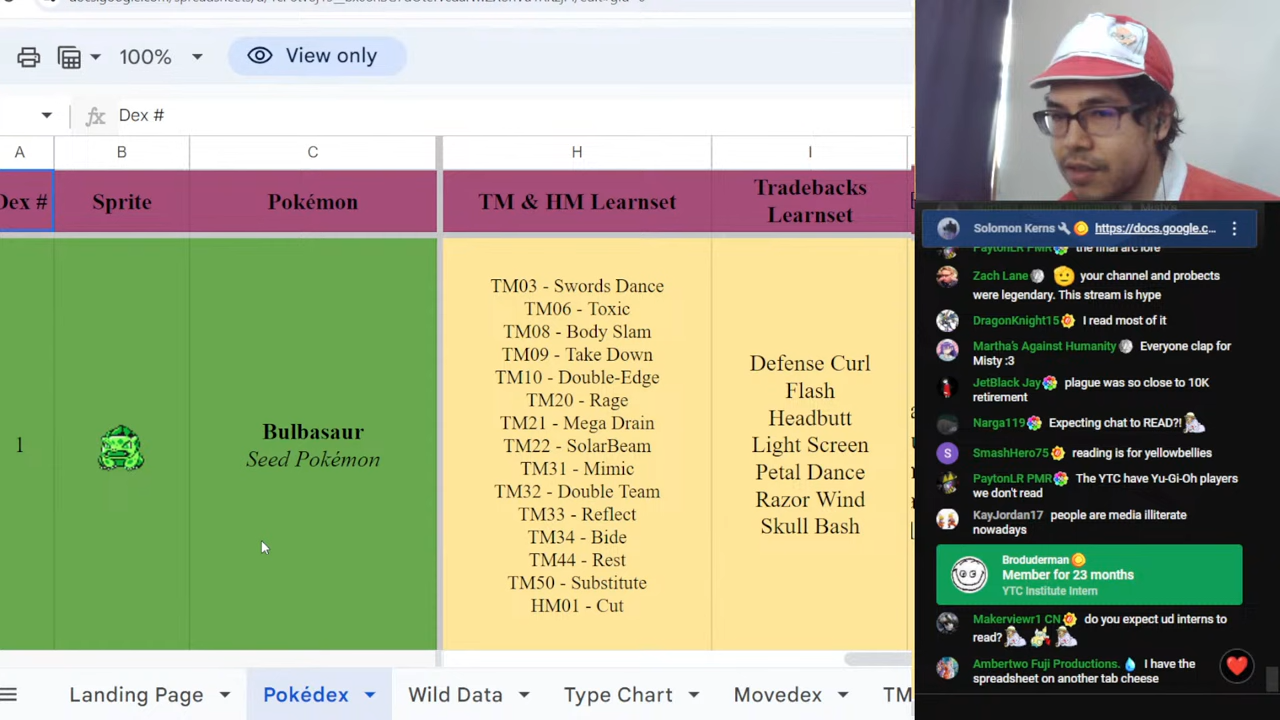 100%
View only
fx
Dex #
A
B
C
H
I
Dex #
Sprite
Pokémon
TM & HM Learnset
Tradebacks
Learnset
1
Bulbasaur
Seed Pokémon
TM03 - Swords Dance
TM06 - Toxic
TM08 - Body Slam
TM09 - Take Down
TM10 - Double-Edge
TM20 - Rage
TM21 - Mega Drain
TM22 - SolarBeam
TM31 - Mimic
TM32 - Double Team
TM33 - Reflect
TM34 - Bide
TM44 - Rest
TM50 - Substitute
HM01 - Cut
Defense Curl
Flash
Headbutt
Light Screen
Petal Dance
Razor Wind
Skull Bash
Landing Page
Pokédex
Wild Data
Type Chart
Movedex
TM
Solomon Kerns https://docs.google.c...
PaytonLR PMR the final arc lore
Zach Lane your channel and probects
were legendary. This stream is hype
DragonKnight15 I read most of it
Martha's Against Humanity Everyone clap for
Misty :3
JetBlack Jay plague was so close to 10K
retirement
Narga119 Expecting chat to READ?!
SmashHero75 reading is for yellowbellies
S
PaytonLR PMR The YTC have Yu-Gi-Oh players
we don't read
KayJordan17 people are media illiterate
nowadays
Broduderman
Member for 23 months
YTC Institute Intern
Makerviewr1 CN do you expect ud interns to
read?
Ambertwo Fuji Productions. I have the
spreadsheet on another tab cheese